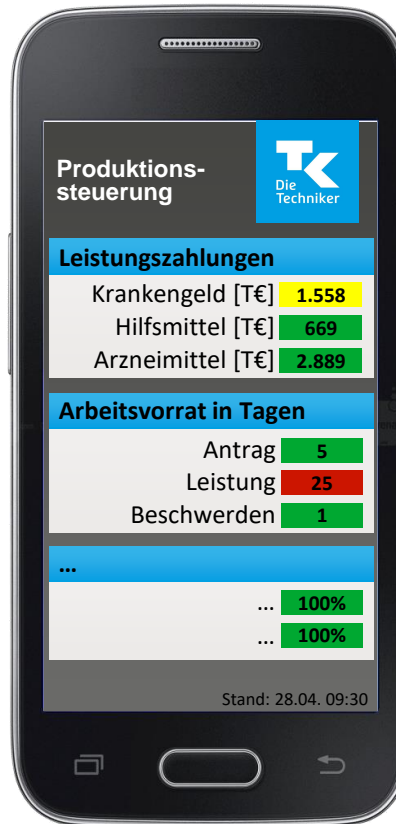 Produktions-
steuerung
TK
Die
Techniker
Leistungszahlungen
Krankengeld [T€] 1.558
Hilfsmittel [T€] 669
Arzneimittel [T€] 2.889
Arbeitsvorrat in Tagen
Antrag 5
Leistung 25
Beschwerden 1
...
... 100%
... 100%
Stand: 28.04. 09:30